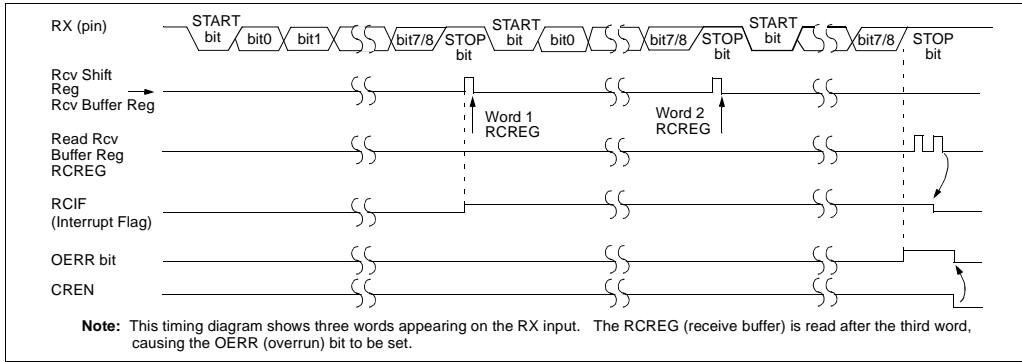 RX (pin)
START
bit
bit0
bit1
bit7/8
STOP
bit
START
bit
bit0
bit7/8
STOP
bit
START
bit
bit7/8
STOP
bit
Rcv Shift
Reg
Rcv Buffer Reg
Word 1
RCREG
Word 2
RCREG
Read Rcv
Buffer Reg
RCREG
RCIF
(Interrupt Flag)
OERR bit
CREN
Note: This timing diagram shows three words appearing on the RX input. The RCREG (receive buffer) is read after the third word,
causing the OERR (overrun) bit to be set.